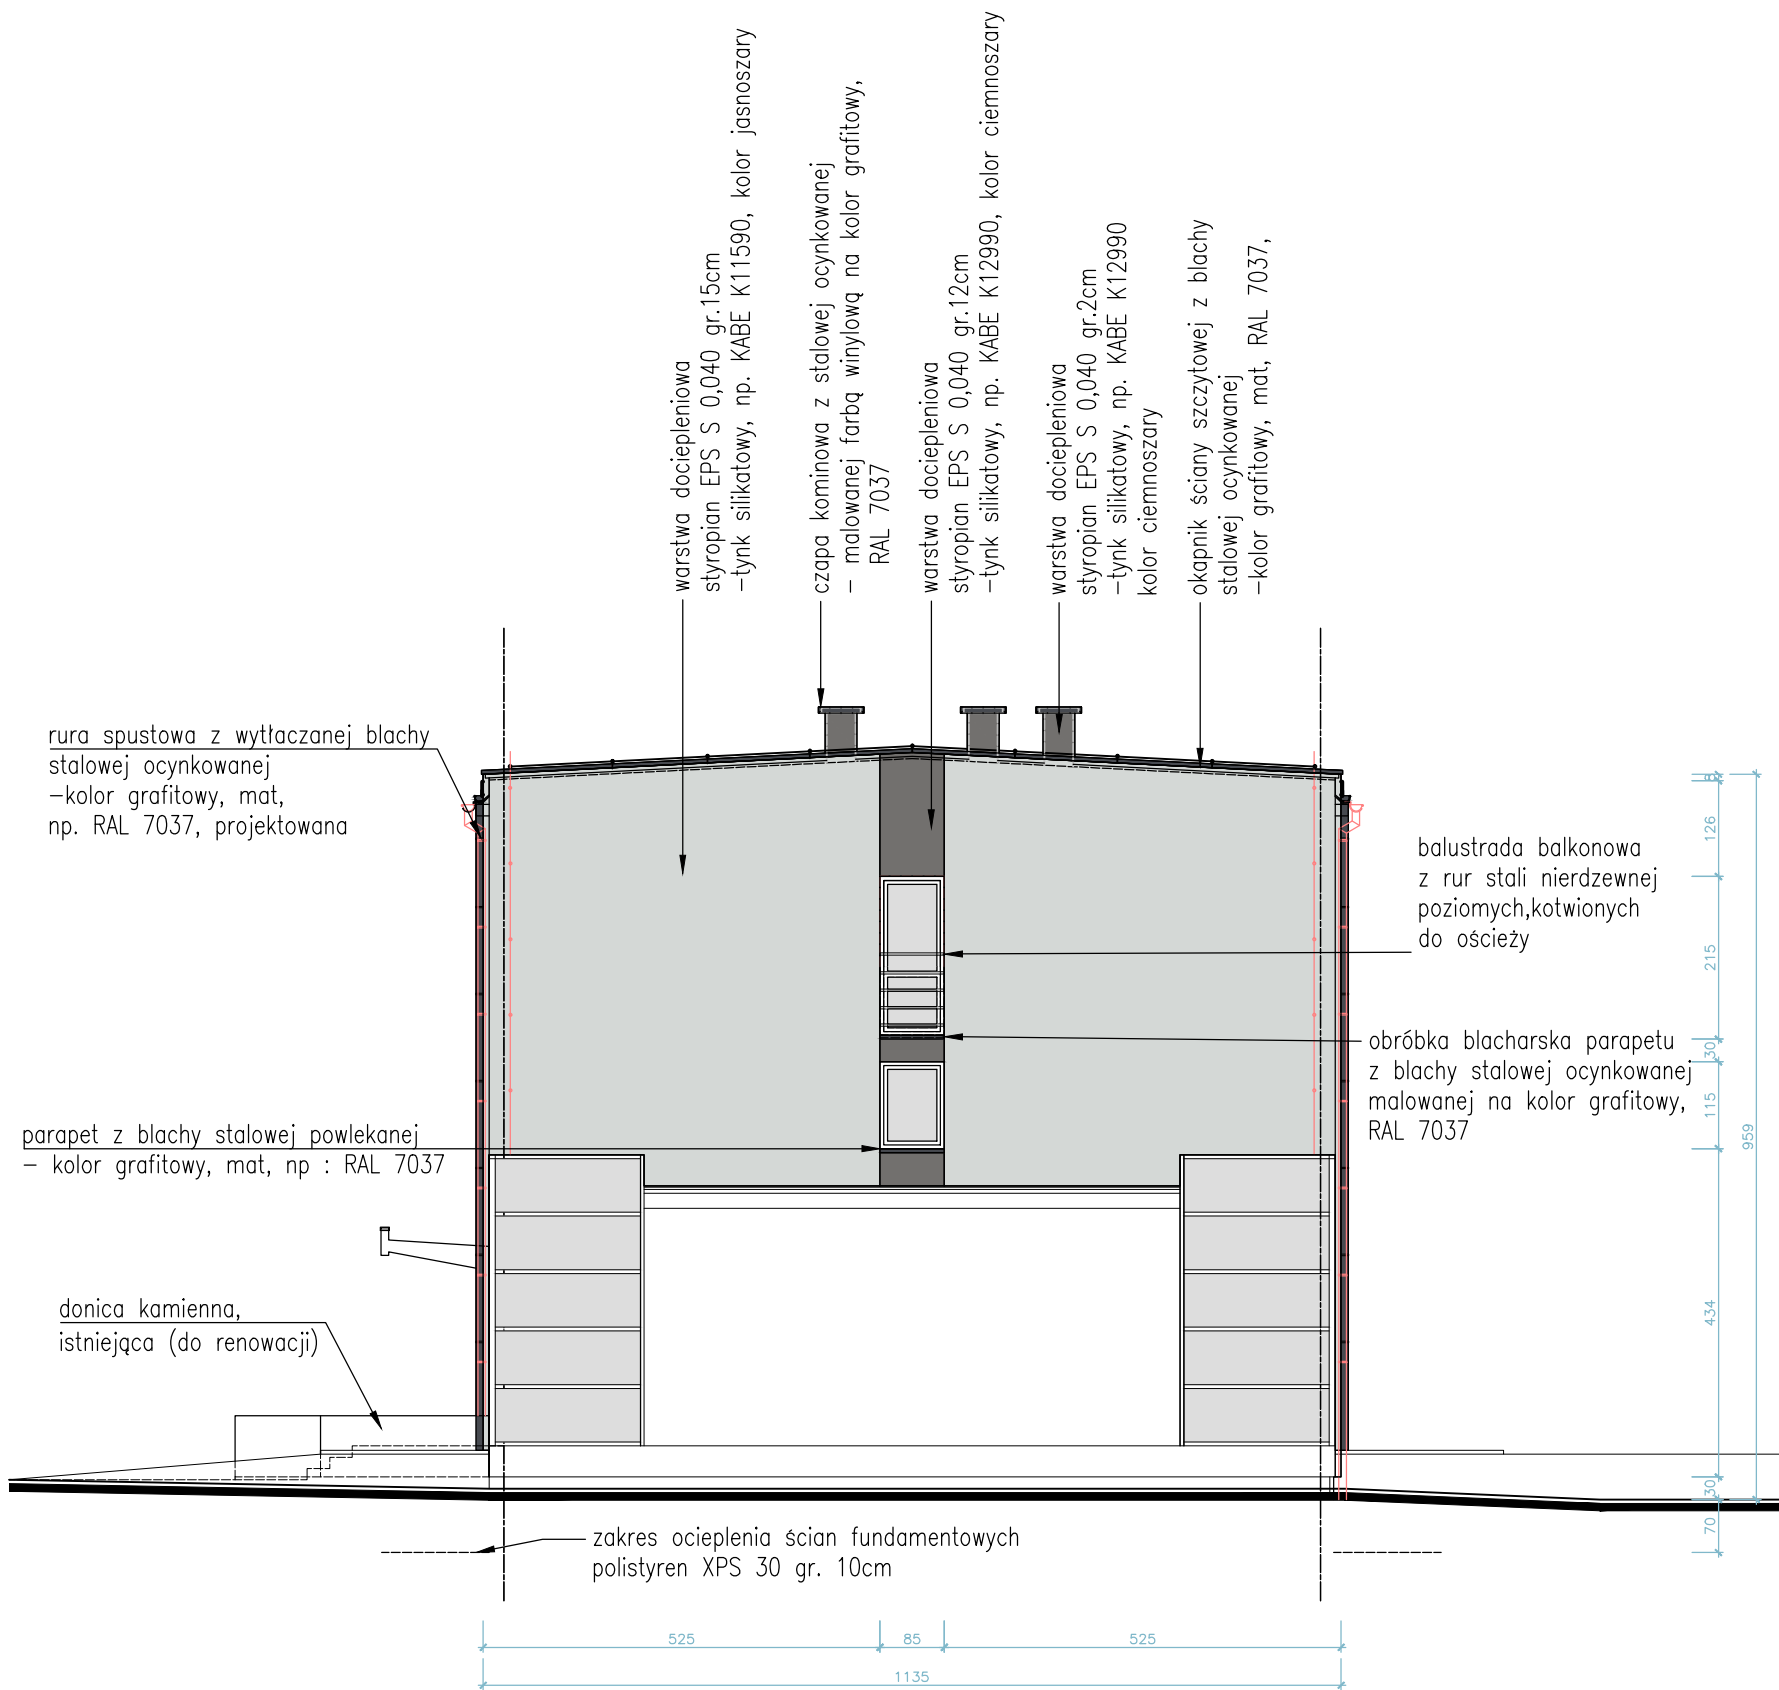 warstwa dociepleniowa
styropian EPS S 0,040 gr.15cm
-tynk silikatowy, np. KABE K11590, kolor jasnoszary
czapa kominowa z stalowej ocynkowanej
- malowanej farbą winylową na kolor grafitowy,
RAL 7037
warstwa dociepleniowa
styropian EPS S 0,040 gr.12cm
-tynk silikatowy, np. KABE K12990, kolor ciemnoszary
warstwa dociepleniowa
styropian EPS S 0,040 gr.2cm
-tynk silikatowy, np. KABE K12990
kolor ciemnoszary
okapnik ściany szczytowej z blachy
stalowej ocynkowanej
-kolor grafitowy, mat, RAL 7037,
rura spustowa z wytłaczanej blachy
stalowej ocynkowanej
-kolor grafitowy, mat,
np. RAL 7037, projektowana
balustrada balkonowa
z rur stali nierdzewnej
poziomych,kotwionych
do ościeży
obróbka blacharska parapetu
z blachy stalowej ocynkowanej
malowanej na kolor grafitowy,
RAL 7037
parapet z blachy stalowej powlekanej
- kolor grafitowy, mat, np : RAL 7037
donica kamienna,
istniejąca (do renowacji)
zakres ocieplenia ścian fundamentowych
polistyren XPS 30 gr. 10cm
126
215
30
115
434
30
70
959
525
85
525
1135